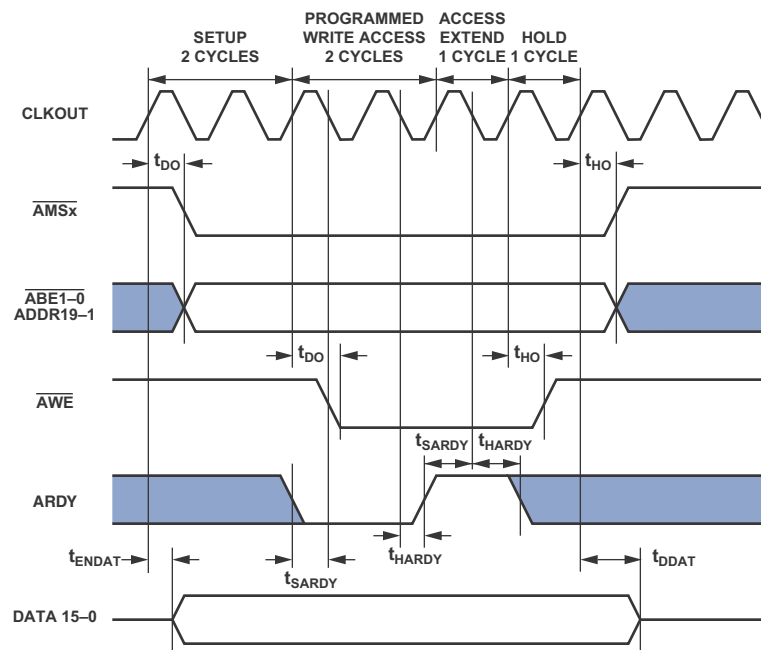 SETUP
2 CYCLES
PROGRAMMED
WRITE ACCESS
2 CYCLES
ACCESS
EXTEND
1 CYCLE
HOLD
1 CYCLE
CLKOUT
tDO
tHO
AMSx
ABE1–0
ADDR19–1
tDO
tHO
AWE
tSARDY
tHARDY
ARDY
tENDAT
tSARDY
tHARDY
tDDAT
DATA 15–0